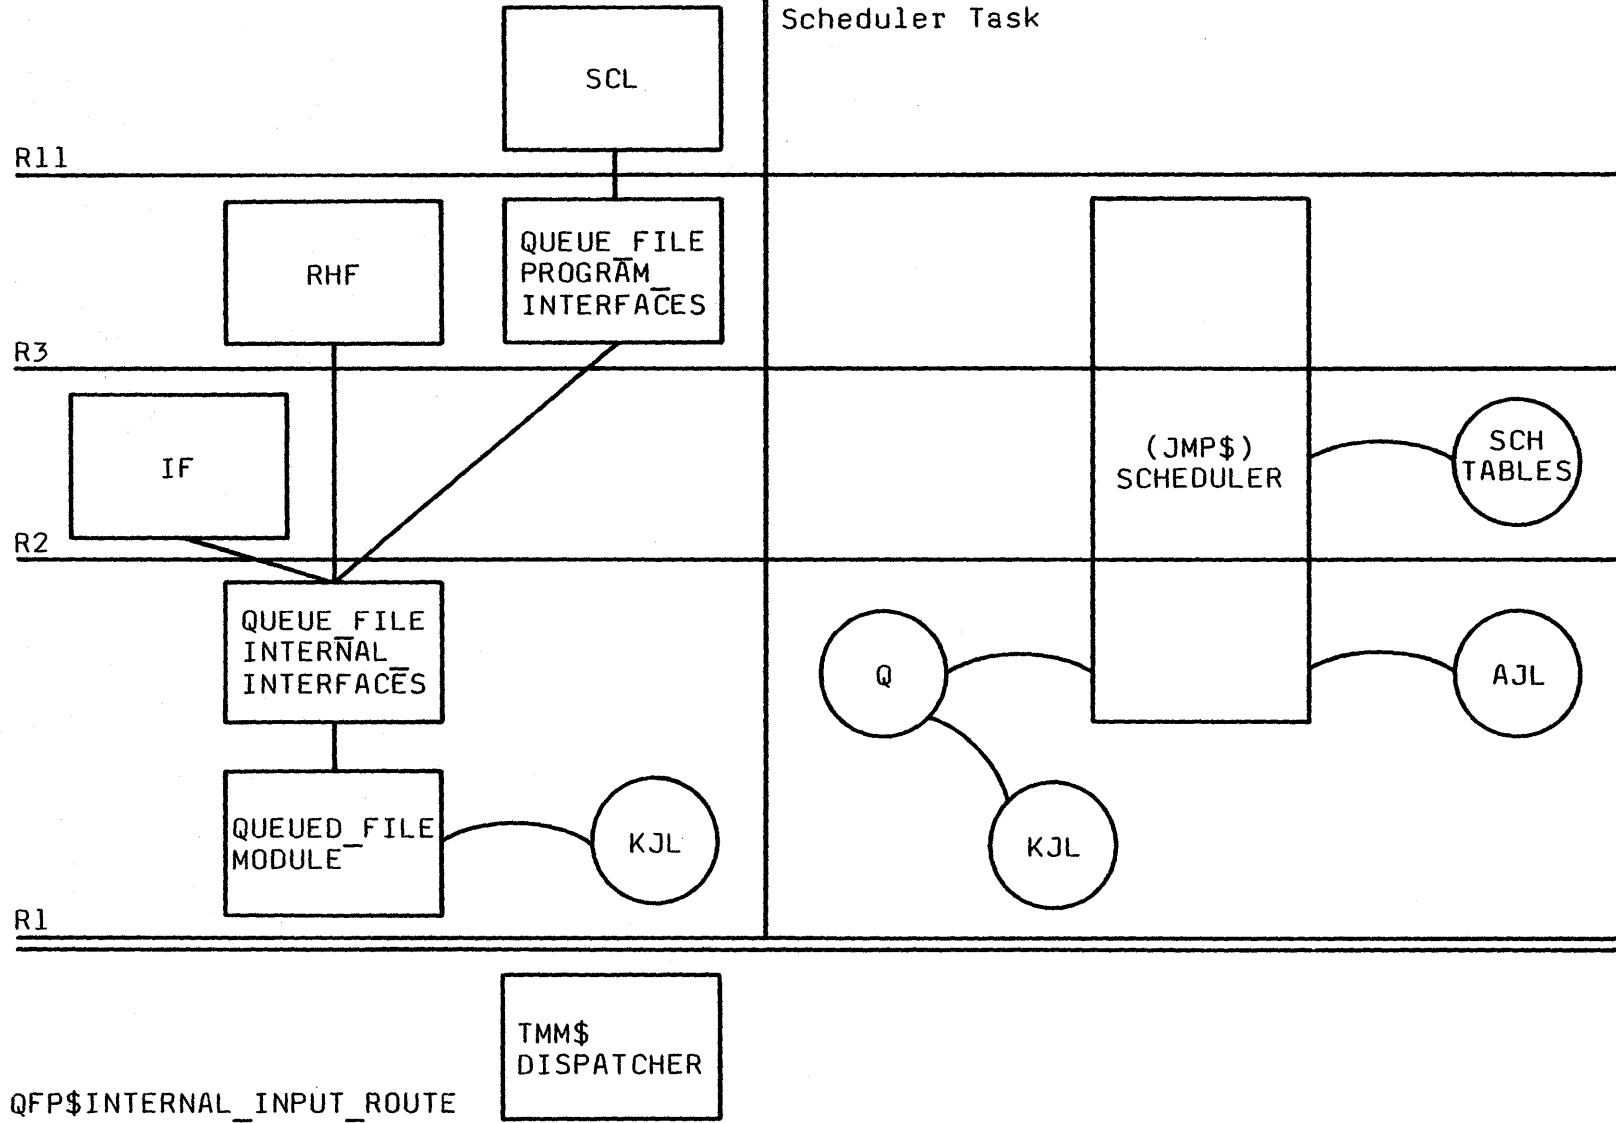 Scheduler Task
SCL
R11
QUEUE_FILE
PROGRAM_
INTERFACES
RHF
R3
IF
(JMP$)
SCHEDULER
SCH
TABLES
R2
QUEUE_FILE
INTERNAL_
INTERFACES
Q
AJL
QUEUED_FILE
MODULE
KJL
KJL
R1
TMM$
DISPATCHER
QFP$INTERNAL_INPUT_ROUTE